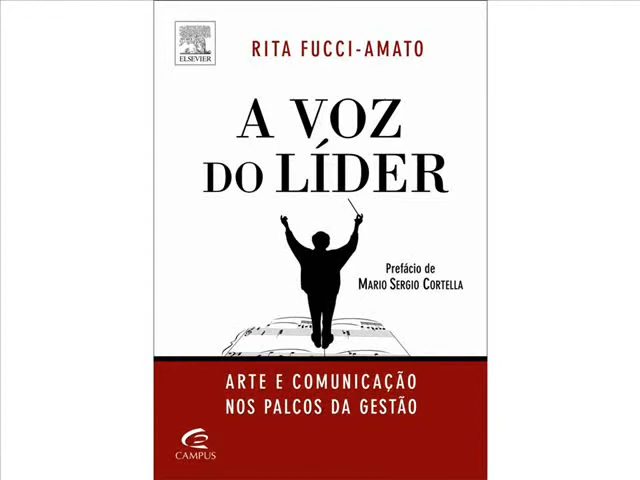 ELSEVIER
RITA FUCCI-AMATO
A VOZ
DO LÍDER
Prefácio de
MARIO SERGIO CORTELLA
ARTE E COMUNICAÇÃO
NOS PALCOS DA GESTÃO
CAMPUS